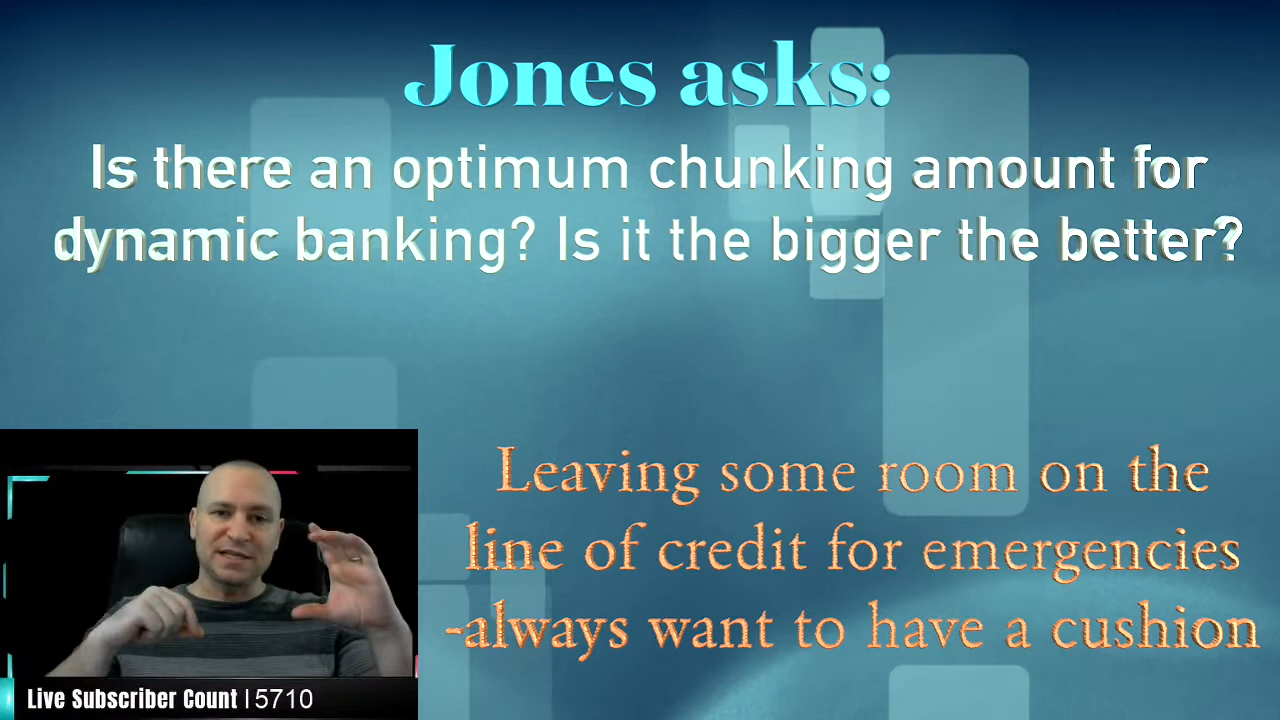 Jones asks:
Is there an optimum chunking amount for
dynamic banking? Is it the bigger the better?
Leaving some room on the
line of credit for emergencies
-always want to have a cushion
Live Subscriber Count | 5710